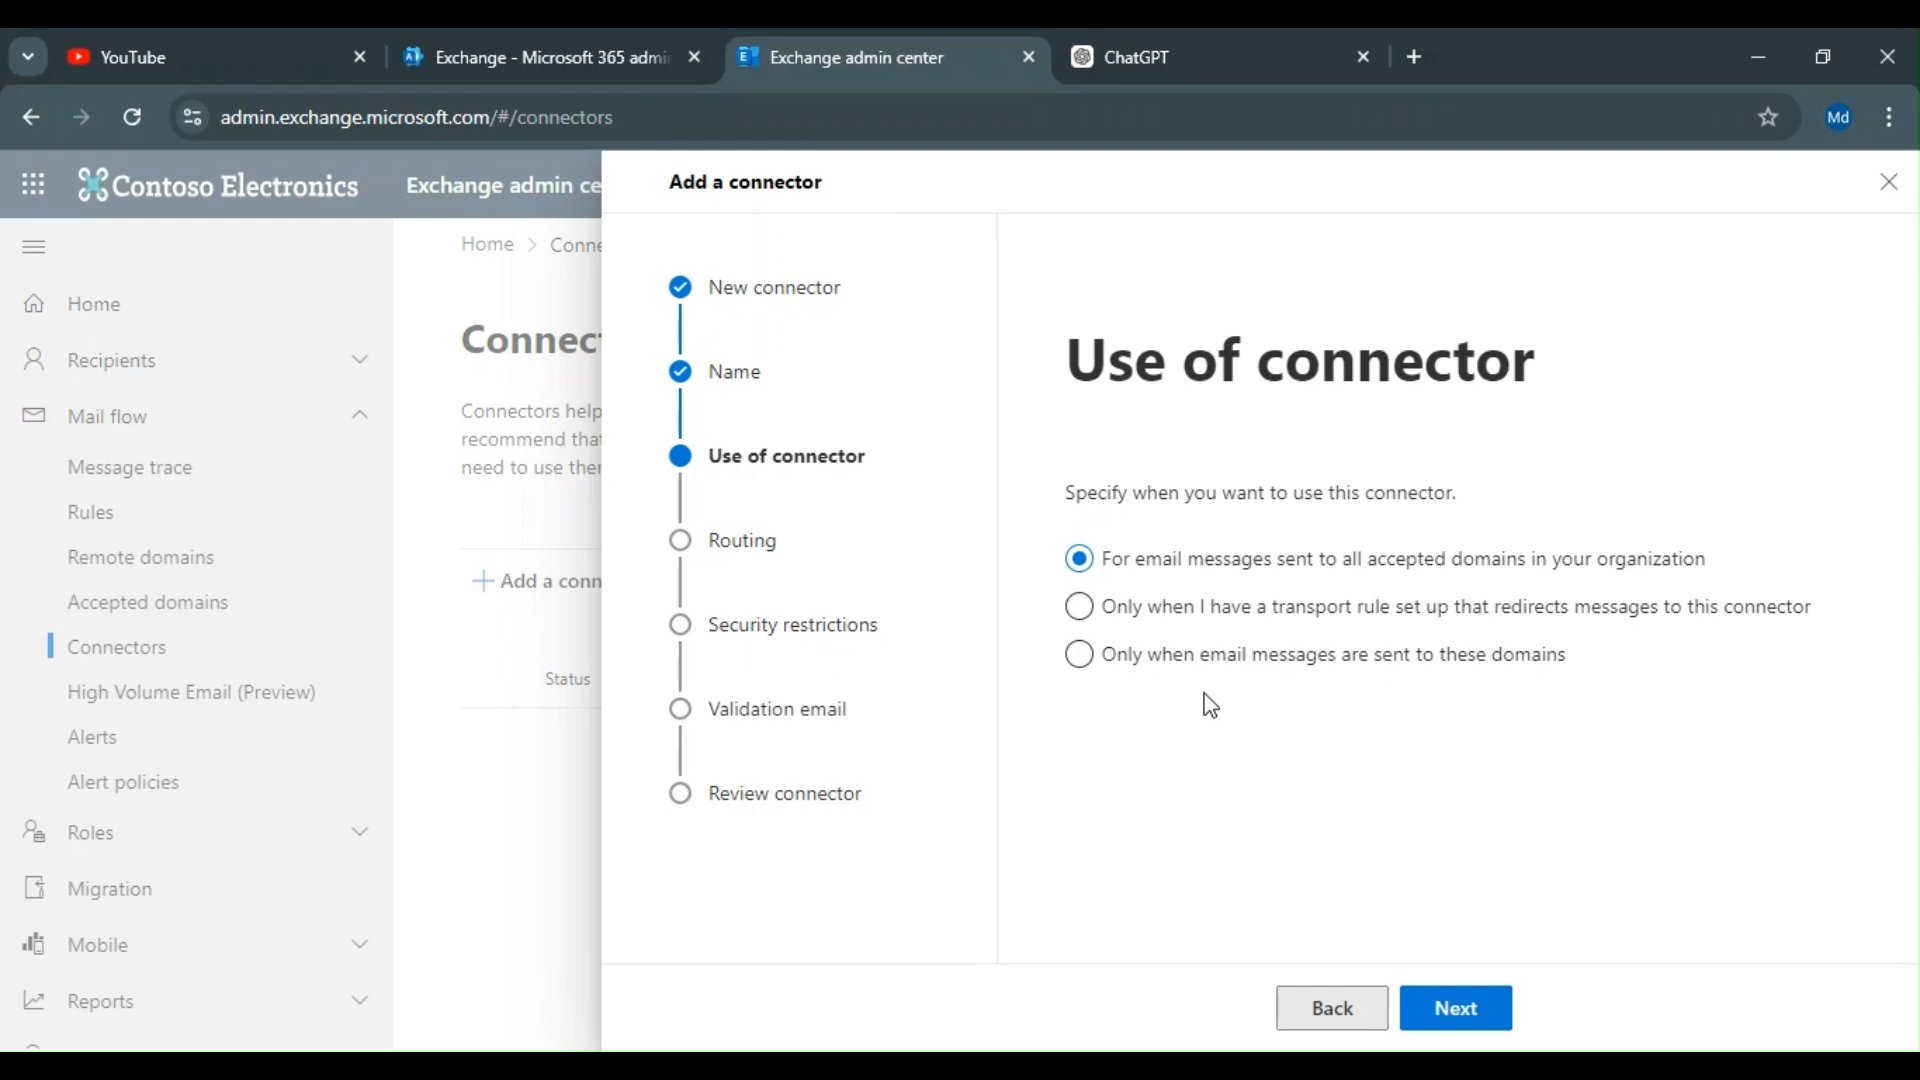 YouTube
Exchange - Microsoft 365 admi
Exchange admin center
ChatGPT
admin.exchange.microsoft.com/#/connectors
Md
Contoso Electronics
Exchange admin ce
Add a connector
Home > Conne
Home
Recipients
Mail flow
Message trace
Rules
Remote domains
Accepted domains
Connectors
High Volume Email (Preview)
Alerts
Alert policies
Roles
Migration
Mobile
Reports
Connect
Connectors help
recommend that
need to use ther
Add a conn
Status
New connector
Name
Use of connector
Routing
Security restrictions
Validation email
Review connector
Use of connector
Specify when you want to use this connector.
For email messages sent to all accepted domains in your organization
Only when I have a transport rule set up that redirects messages to this connector
Only when email messages are sent to these domains
Back
Next